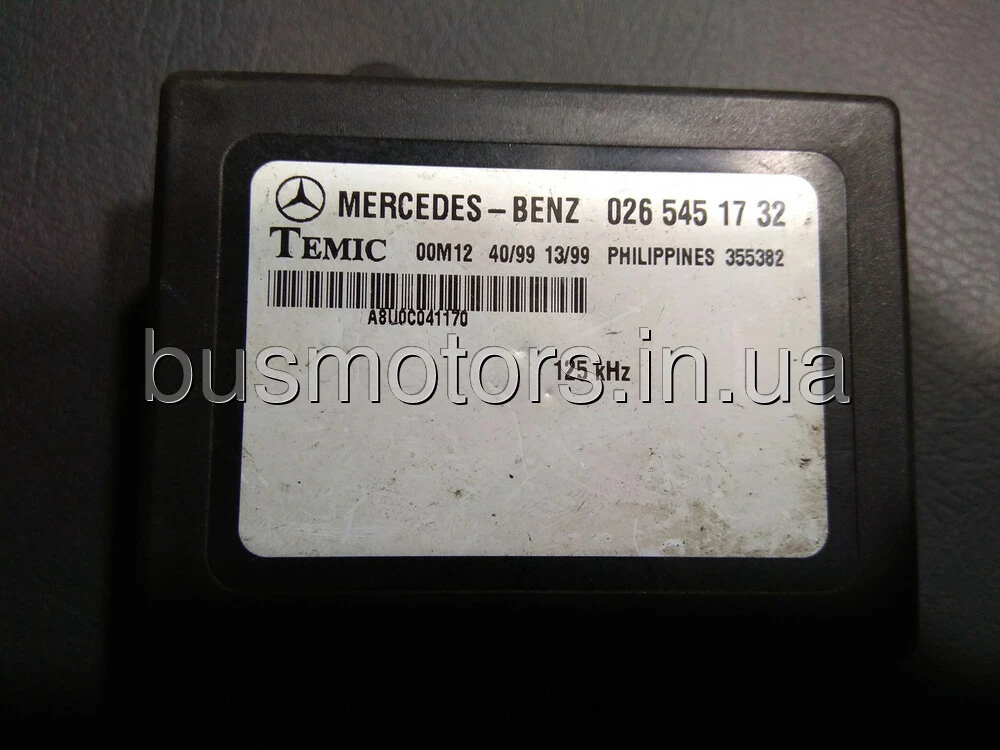 MERCEDES-BENZ 026 545 17 32
TEMIC 00M12 40/99 13/99 PHILIPPINES 355382
A8U0C041170
busmotors.in.ua
125 kHz